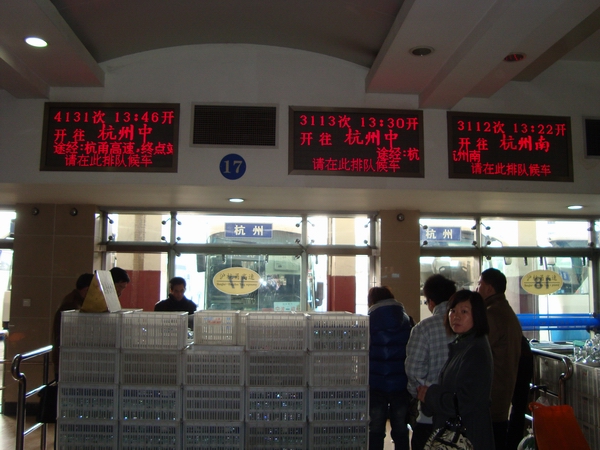 4131次 13:46开
开往 杭州中
途经:杭甬高速,终点
请在此排队候车
17
3113次 13:30开
开往 杭州中
途经:杭
请在此排队候车
3112次 13:22开
开往 杭州南
杭州南
请在此排队候车
杭州
杭州
17
18